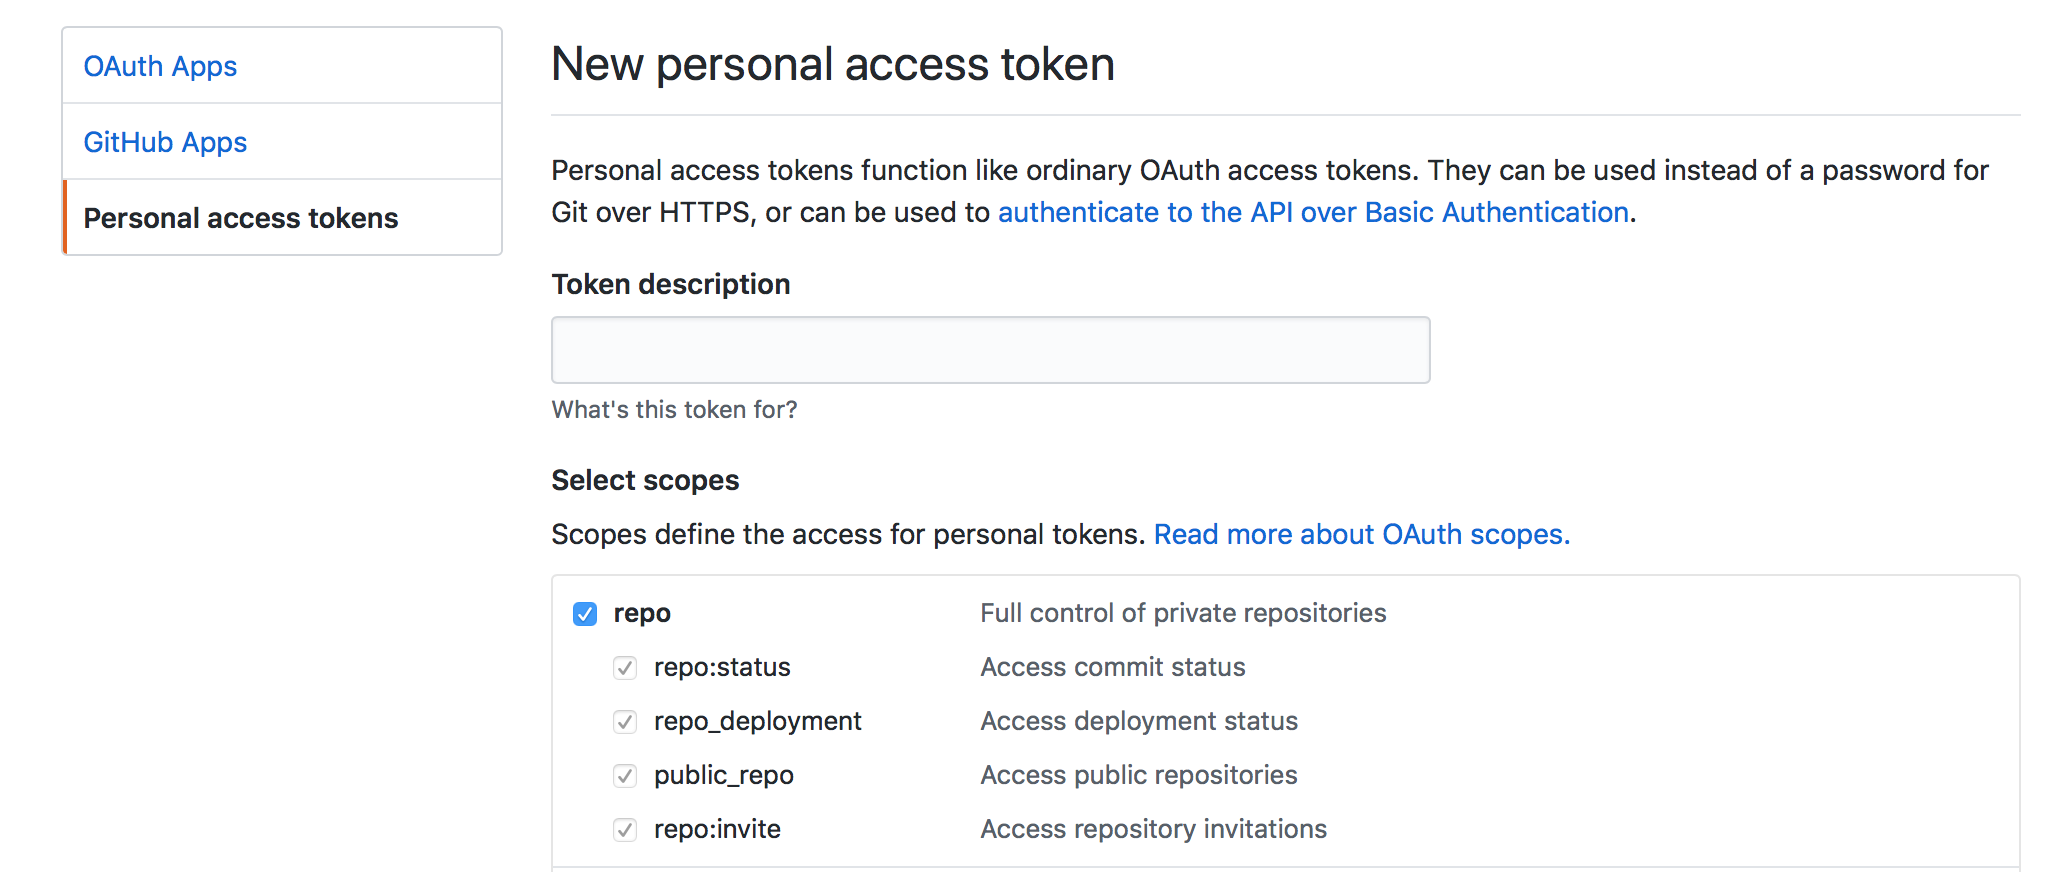 OAuth Apps
GitHub Apps
Personal access tokens
New personal access token
Personal access tokens function like ordinary OAuth access tokens. They can be used instead of a password for
Git over HTTPS, or can be used to authenticate to the API over Basic Authentication.
Token description
What's this token for?
Select scopes
Scopes define the access for personal tokens. Read more about OAuth scopes.
repo Full control of private repositories
repo:status Access commit status
repo_deployment Access deployment status
public_repo Access public repositories
repo:invite Access repository invitations